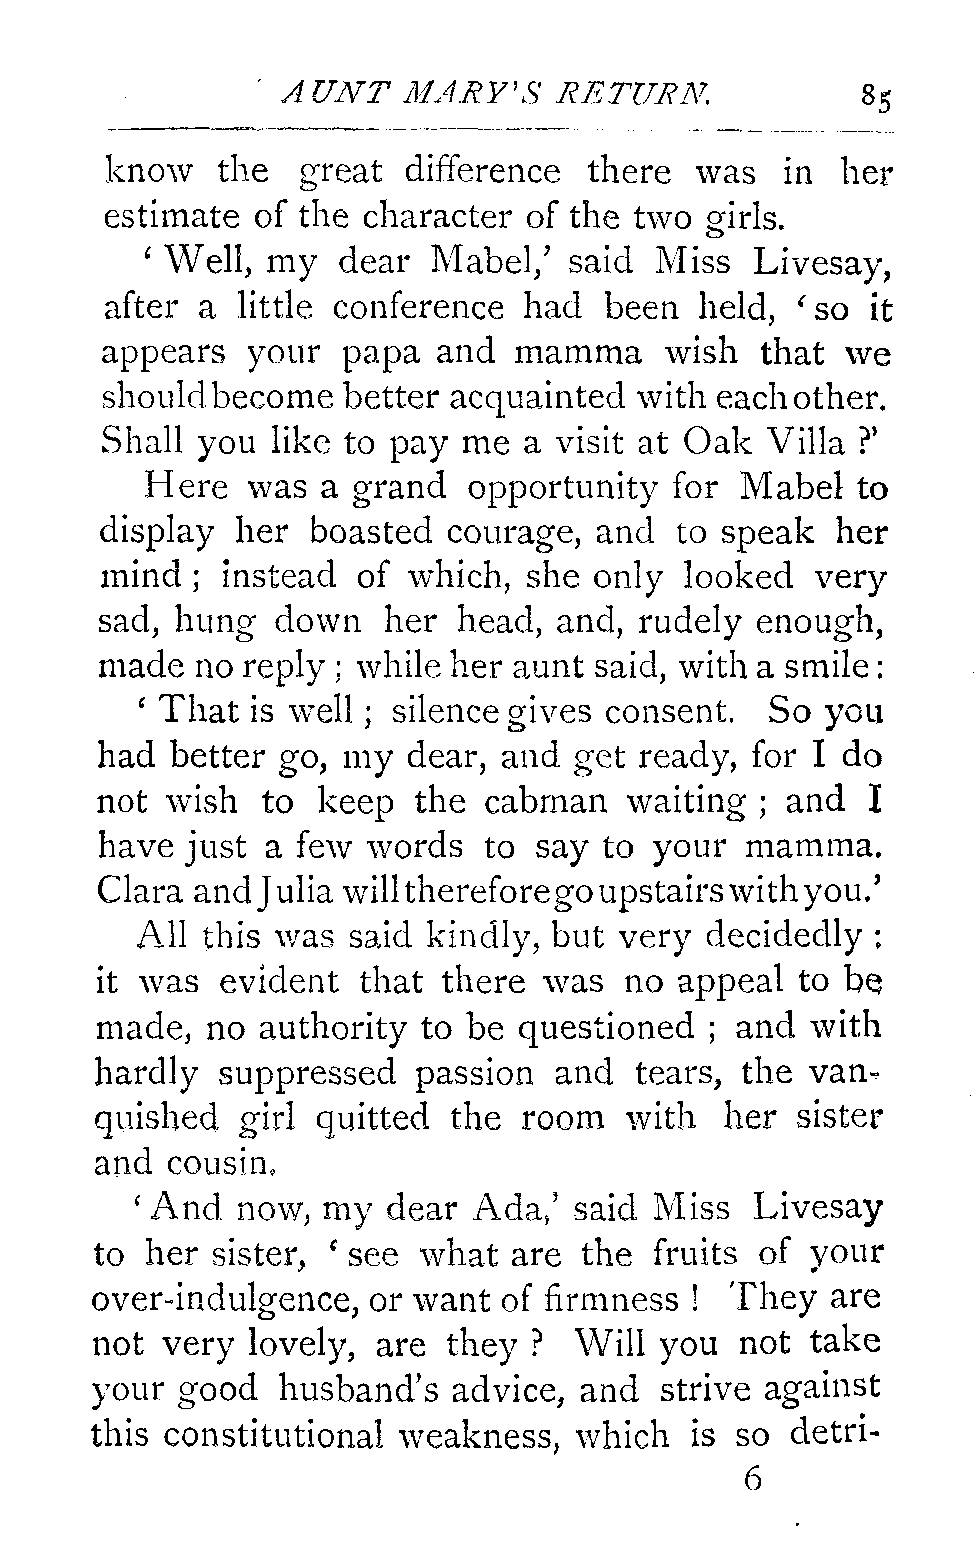 AUNT MARY'S RETURN. 85
know the great difference there was in her
estimate of the character of the two girls.
‘ Well, my dear Mabel,’ said Miss Livesay,
after a little conference had been held, ‘ so it
appears your papa and mamma wish that we
should become better acquainted with each other.
Shall you like to pay me a visit at Oak Villa ?’
Here was a grand opportunity for Mabel to
display her boasted courage, and to speak her
mind ; instead of which, she only looked very
sad, hung down her head, and, rudely enough,
made no reply ; while her aunt said, with a smile :
‘ That is well ; silence gives consent. So you
had better go, my dear, and get ready, for I do
not wish to keep the cabman waiting ; and I
have just a few words to say to your mamma.
Clara and Julia will therefore go upstairs with you.’
All this was said kindly, but very decidedly :
it was evident that there was no appeal to be
made, no authority to be questioned ; and with
hardly suppressed passion and tears, the van-
quished girl quitted the room with her sister
and cousin.
‘ And now, my dear Ada,’ said Miss Livesay
to her sister, ‘ see what are the fruits of your
over-indulgence, or want of firmness ! They are
not very lovely, are they ? Will you not take
your good husband's advice, and strive against
this constitutional weakness, which is so detri-
6